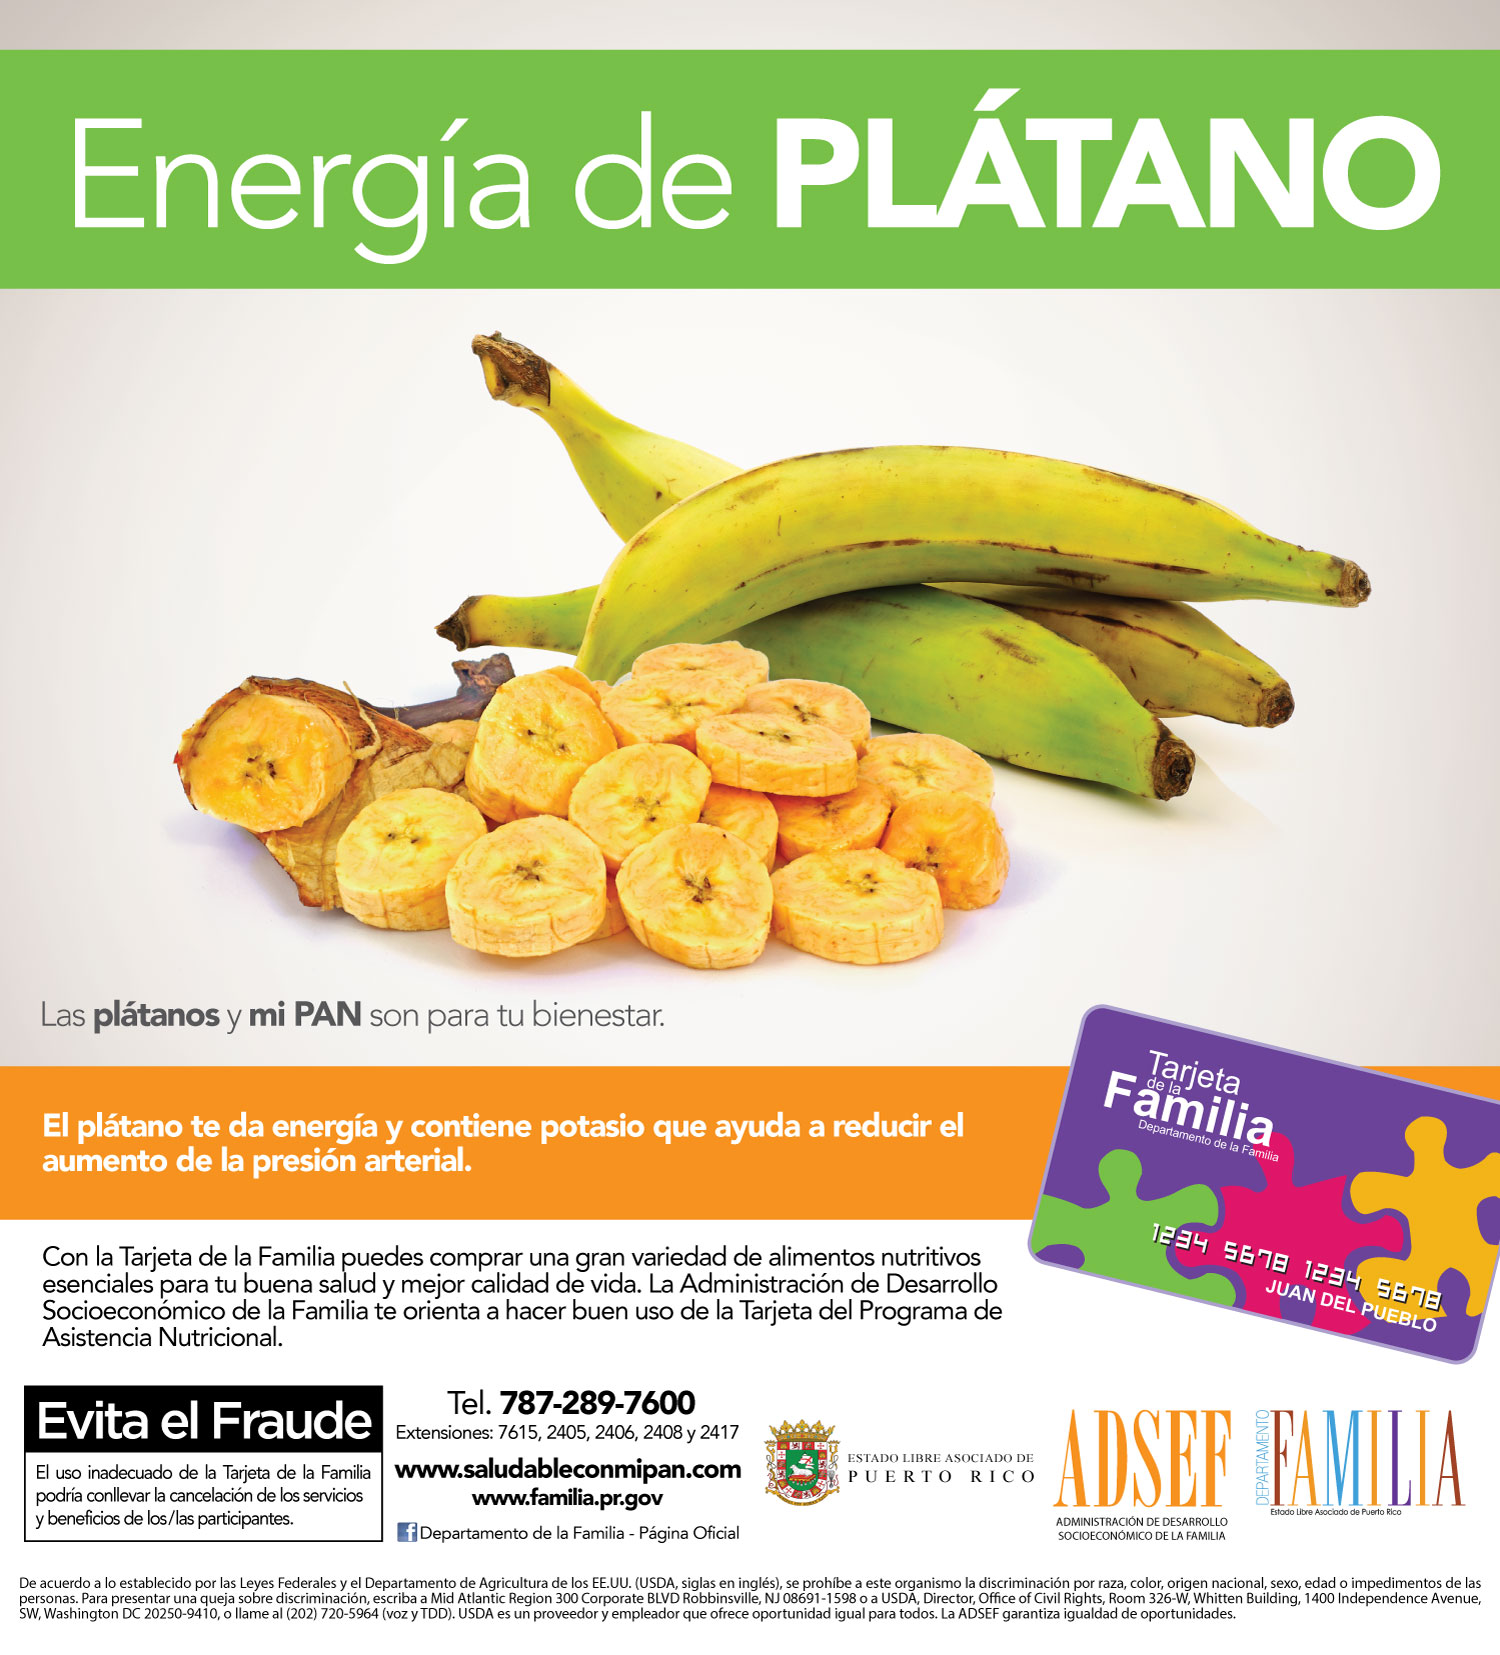 Energía de PLÁTANO
Las plátanos y mi PAN son para tu bienestar.
El plátano te da energía y contiene potasio que ayuda a reducir el
aumento de la presión arterial.
Tarjeta
de la
Familia
Departamento de la Familia
1234 5678 1234 5678
JUAN DEL PUEBLO
Con la Tarjeta de la Familia puedes comprar una gran variedad de alimentos nutritivos
esenciales para tu buena salud y mejor calidad de vida. La Administración de Desarrollo
Socioeconómico de la Familia te orienta a hacer buen uso de la Tarjeta del Programa de
Asistencia Nutricional.
Evita el Fraude
El uso inadecuado de la Tarjeta de la Familia
podría conllevar la cancelación de los servicios
y beneficios de los/las participantes.
Tel. 787-289-7600
Extensiones: 7615, 2405, 2406, 2408 y 2417
www.saludableconmipan.com
www.familia.pr.gov
Departamento de la Familia - Página Oficial
ESTADO LIBRE ASOCIADO DE
PUERTO RICO
ADSEF
ADMINISTRACIÓN DE DESARROLLO
SOCIOECONÓMICO DE LA FAMILIA
DEPARTAMENTO
FAMILIA
Estado Libre Asociado de Puerto Rico
De acuerdo a lo establecido por las Leyes Federales y el Departamento de Agricultura de los EE.UU. (USDA, siglas en inglés), se prohíbe a este organismo la discriminación por raza, color, origen nacional, sexo, edad o impedimentos de las
personas. Para presentar una queja sobre discriminación, escriba a Mid Atlantic Region 300 Corporate BLVD Robbinsville, NJ 08691-1598 o a USDA, Director, Office of Civil Rights, Room 326-W, Whitten Building, 1400 Independence Avenue,
SW, Washington DC 20250-9410, o llame al (202) 720-5964 (voz y TDD). USDA es un proveedor y empleador que ofrece oportunidad igual para todos. La ADSEF garantiza igualdad de oportunidades.